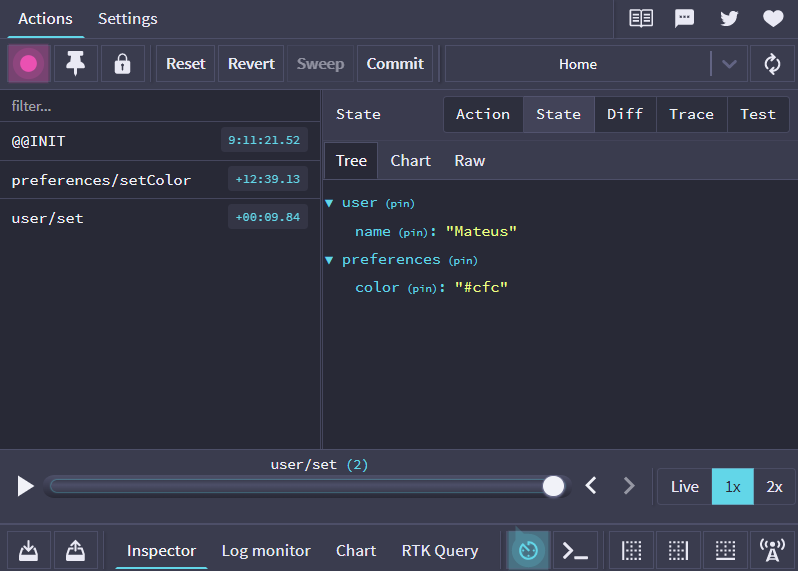 Actions Settings
Reset Revert Sweep Commit Home
filter... State Action State Diff Trace Test
@@INIT 9:11:21.52
Tree Chart Raw
preferences/setColor +12:39.13
user/set +00:09.84
user (pin)
name (pin): "Mateus"
preferences (pin)
color (pin): "#cfc"
user/set (2)
Live 1x 2x
Inspector Log monitor Chart RTK Query